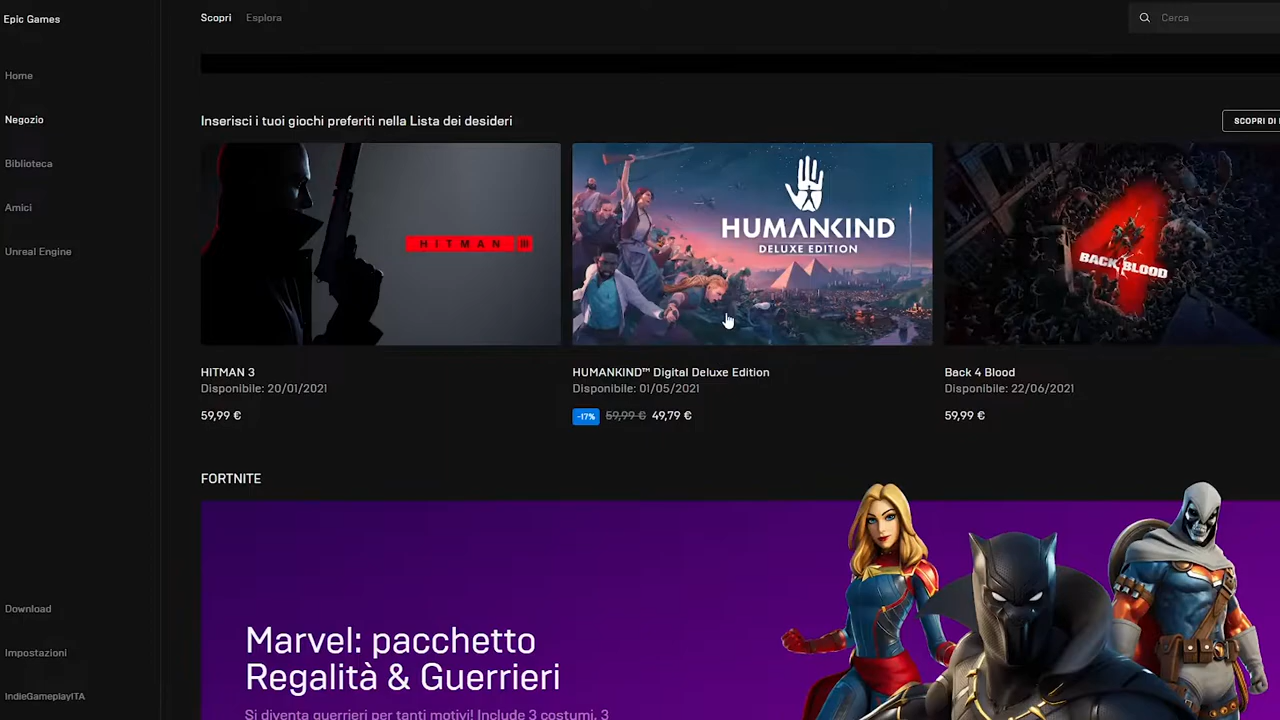 Epic Games
Scopri
Esplora
Cerca
Home
Negozio
Biblioteca
Amici
Unreal Engine
Inserisci i tuoi giochi preferiti nella Lista dei desideri
SCOPRI DI
HITMAN III
HUMANKIND
DELUXE EDITION
4
BACK BLOOD
HITMAN 3
Disponibile: 20/01/2021
59,99 €
HUMANKIND™ Digital Deluxe Edition
Disponibile: 01/05/2021
-17% 59,99 € 49,79 €
Back 4 Blood
Disponibile: 22/06/2021
59,99 €
FORTNITE
Marvel: pacchetto
Regalità & Guerrieri
Si diventa guerrieri per tanti motivi! Include 3 costumi, 3
Download
Impostazioni
IndieGameplayITA